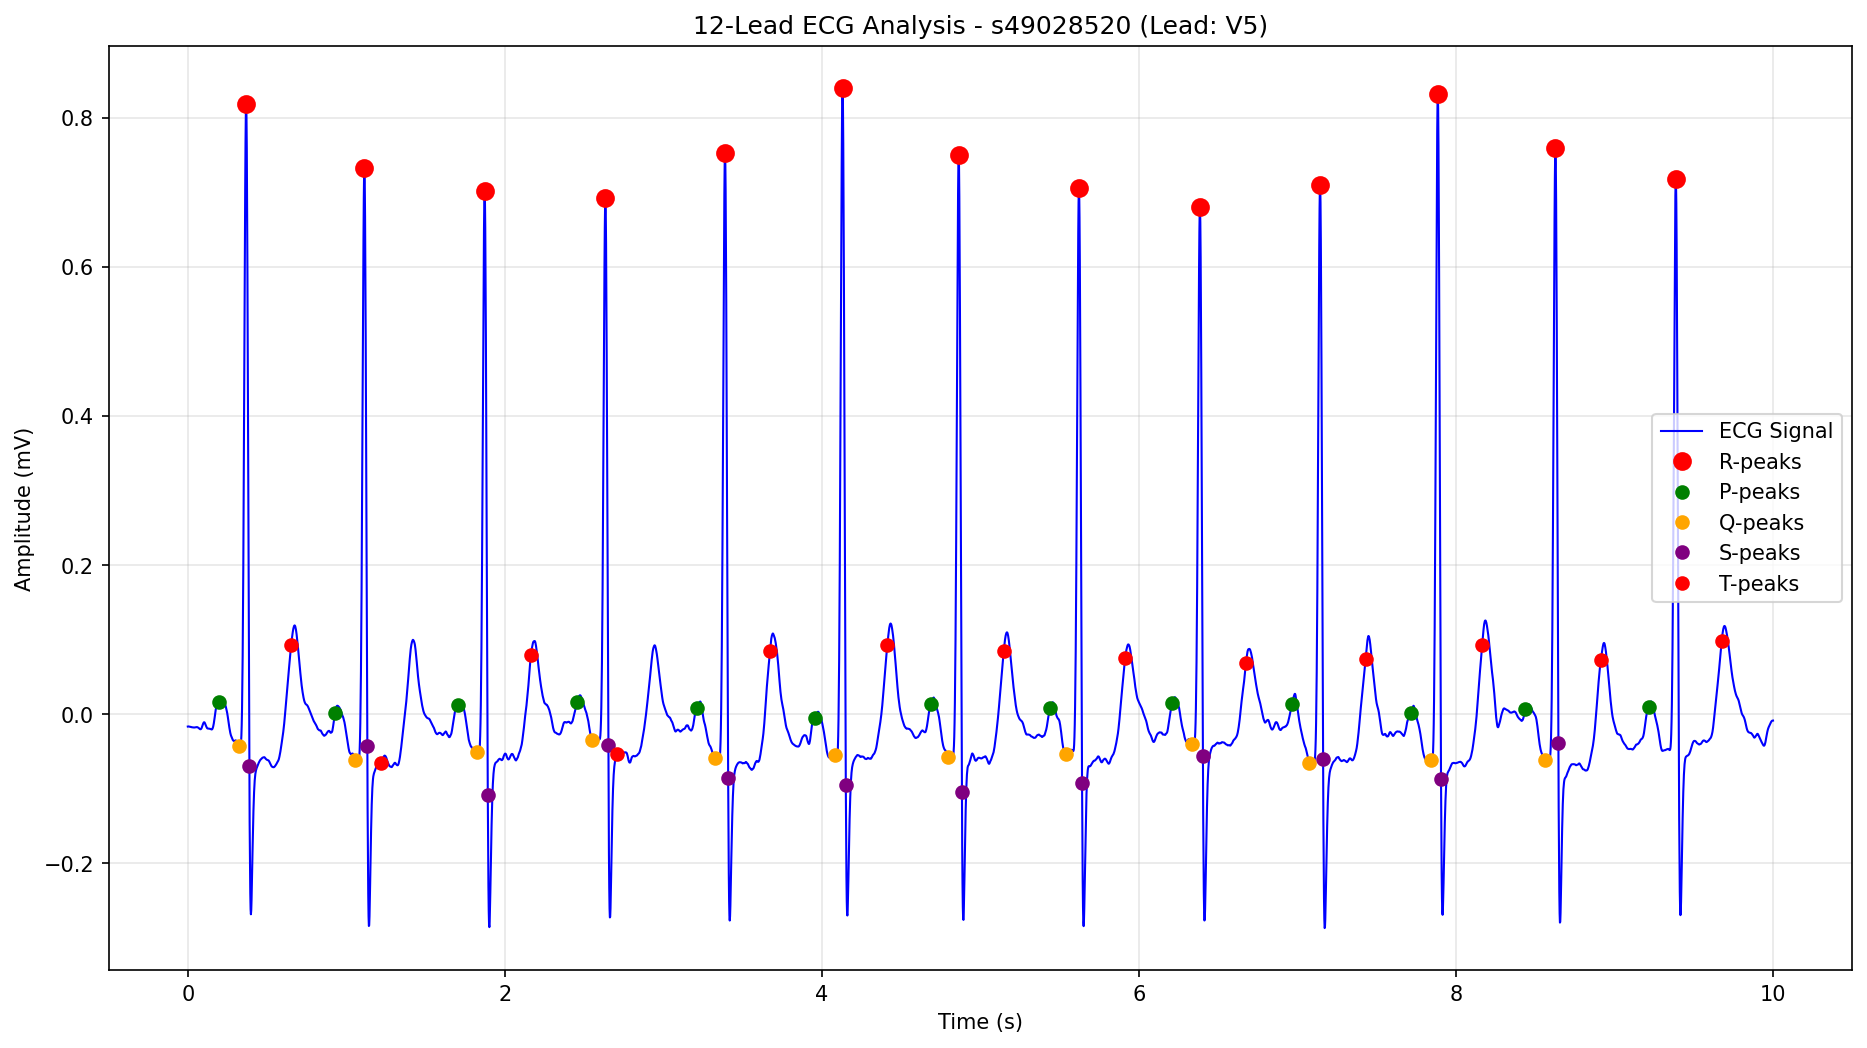 12-Lead ECG Analysis - s49028520 (Lead: V5)
Amplitude (mV)
0.8
0.6
0.4
0.2
0.0
−0.2
ECG Signal
R-peaks
P-peaks
Q-peaks
S-peaks
T-peaks
0 2 4 6 8 10
Time (s)